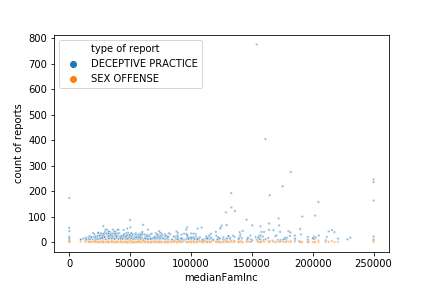 800
700
600
500
400
300
200
100
0
count of reports
type of report
DECEPTIVE PRACTICE
SEX OFFENSE
0 50000 100000 150000 200000 250000
medianFamInc